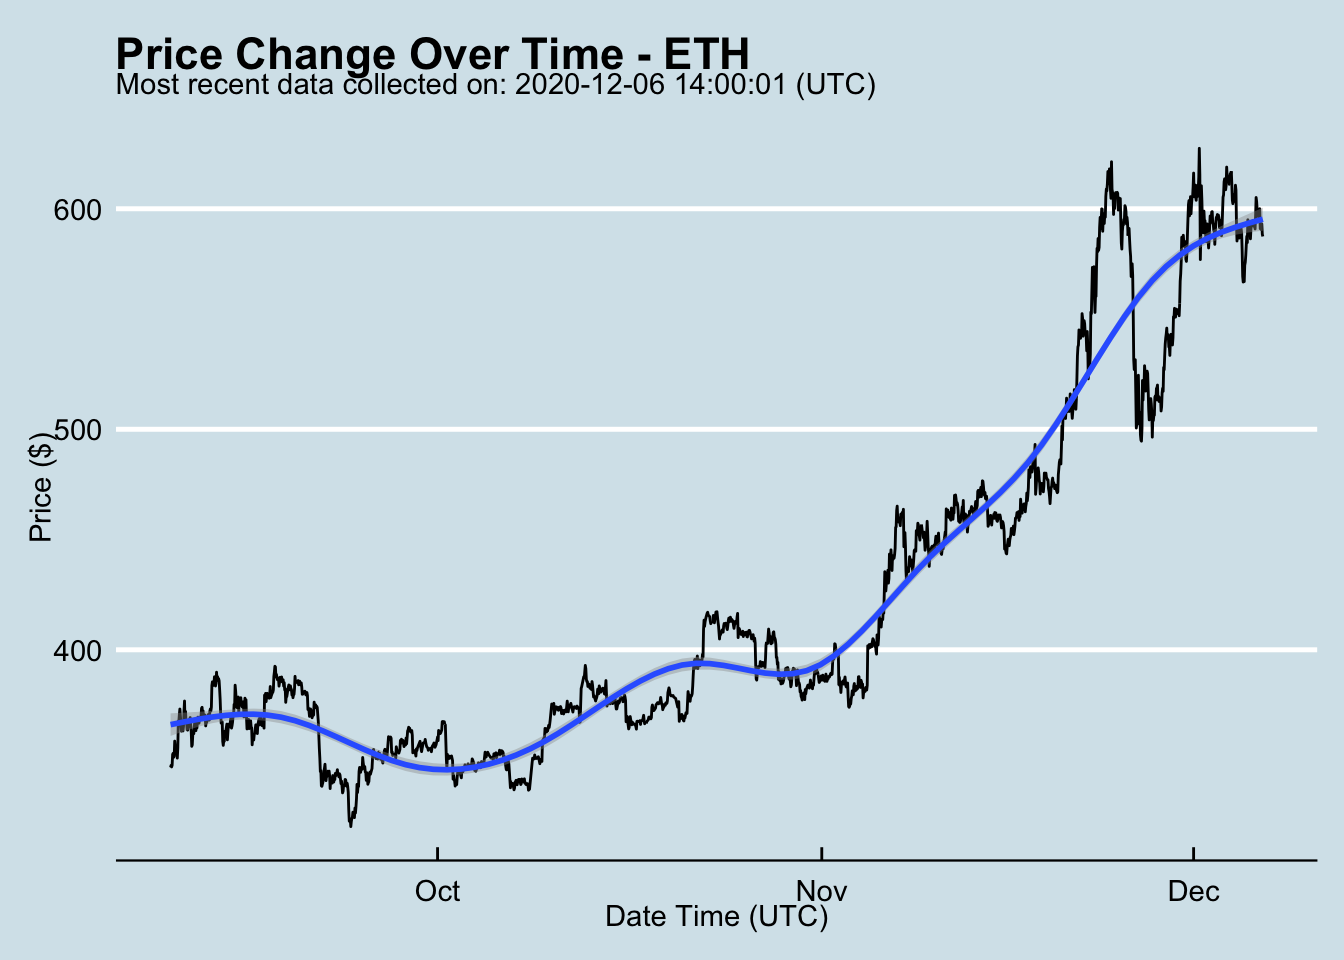 Price Change Over Time - ETH
Most recent data collected on: 2020-12-06 14:00:01 (UTC)
600
500
400
Price ($)
Oct
Nov
Dec
Date Time (UTC)